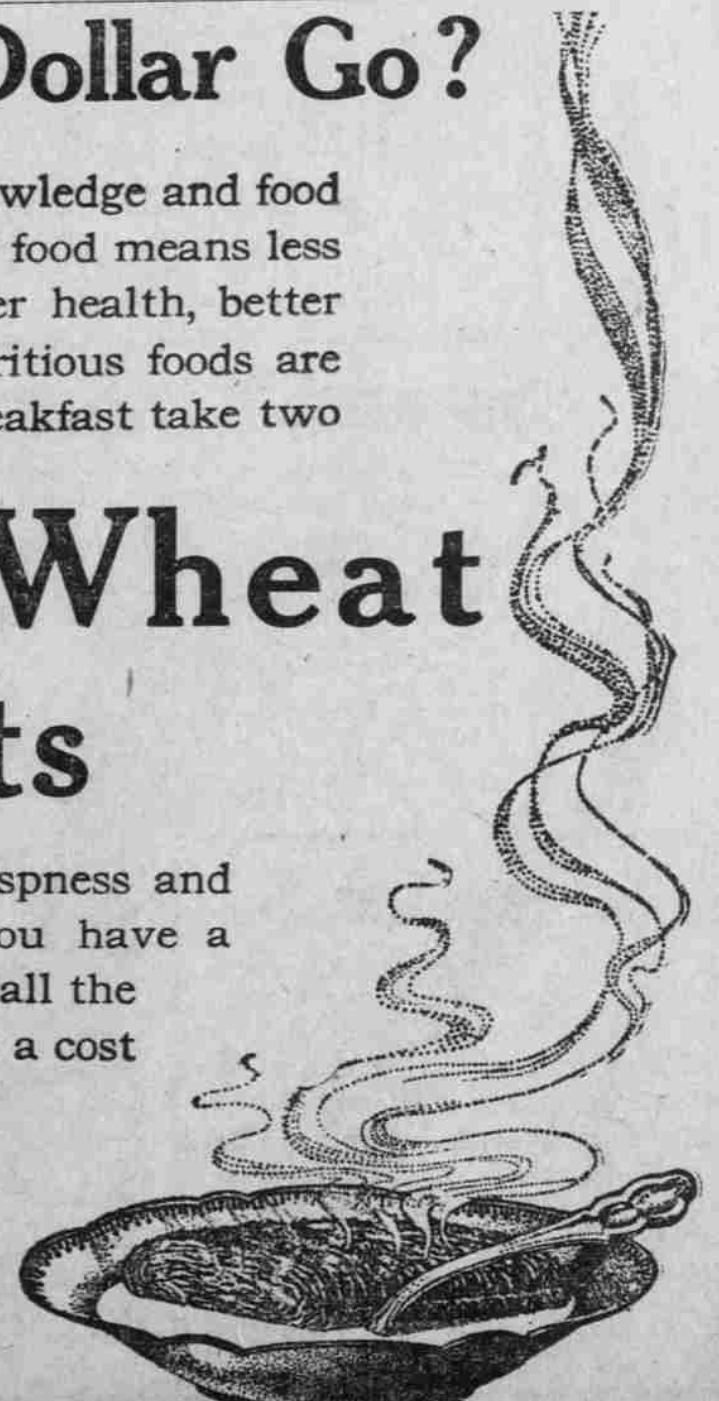 Dollar Go?
wledge and food
food means less
er health, better
ritious foods are
eakfast take two
Wheat
ts
spness and
ou have a
all the
a cost